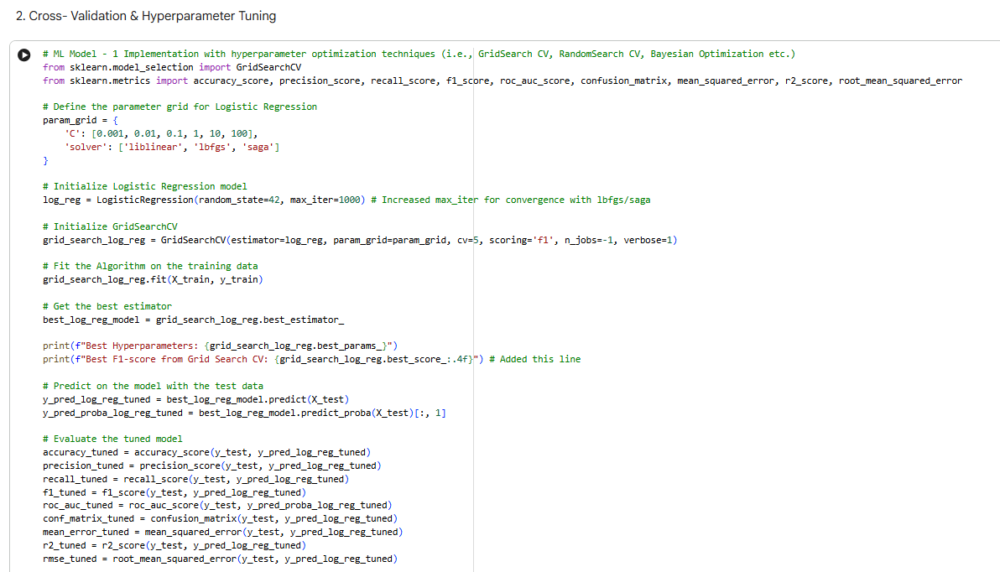 2. Cross- Validation & Hyperparameter Tuning
# ML Model - 1 Implementation with hyperparameter optimization techniques (i.e., GridSearch CV, RandomSearch CV, Bayesian Optimization etc.)
from sklearn.model_selection import GridSearchCV
from sklearn.metrics import accuracy_score, precision_score, recall_score, f1_score, roc_auc_score, confusion_matrix, mean_squared_error, r2_score, root_mean_squared_error
# Define the parameter grid for Logistic Regression
param_grid = {
    'C': [0.001, 0.01, 0.1, 1, 10, 100],
    'solver': ['liblinear', 'lbfgs', 'saga']
}
# Initialize Logistic Regression model
log_reg = LogisticRegression(random_state=42, max_iter=1000) # Increased max_iter for convergence with lbfgs/saga
# Initialize GridSearchCV
grid_search_log_reg = GridSearchCV(estimator=log_reg, param_grid=param_grid, cv=5, scoring='f1', n_jobs=-1, verbose=1)
# Fit the Algorithm on the training data
grid_search_log_reg.fit(X_train, y_train)
# Get the best estimator
best_log_reg_model = grid_search_log_reg.best_estimator_
print(f"Best Hyperparameters: {grid_search_log_reg.best_params_}")
print(f"Best F1-score from Grid Search CV: {grid_search_log_reg.best_score_:.4f}") # Added this line
# Predict on the model with the test data
y_pred_log_reg_tuned = best_log_reg_model.predict(X_test)
y_pred_proba_log_reg_tuned = best_log_reg_model.predict_proba(X_test)[:, 1]
# Evaluate the tuned model
accuracy_tuned = accuracy_score(y_test, y_pred_log_reg_tuned)
precision_tuned = precision_score(y_test, y_pred_log_reg_tuned)
recall_tuned = recall_score(y_test, y_pred_log_reg_tuned)
f1_tuned = f1_score(y_test, y_pred_log_reg_tuned)
roc_auc_tuned = roc_auc_score(y_test, y_pred_proba_log_reg_tuned)
conf_matrix_tuned = confusion_matrix(y_test, y_pred_log_reg_tuned)
mean_error_tuned = mean_squared_error(y_test, y_pred_log_reg_tuned)
r2_tuned = r2_score(y_test, y_pred_log_reg_tuned)
rmse_tuned = root_mean_squared_error(y_test, y_pred_log_reg_tuned)